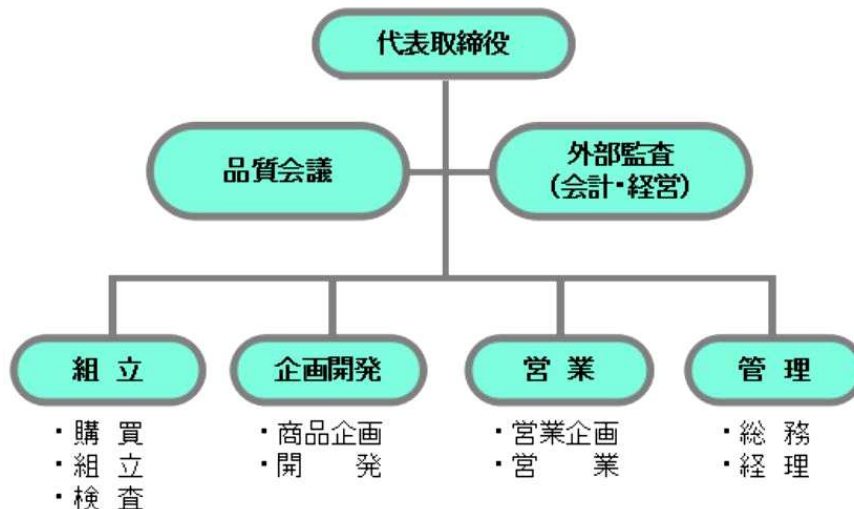 代表取締役
品質会議
外部監査
(会計・経営)
組 立
企画開発
営 業
管 理
・購 買
・組 立
・検 査
・商品企画
・開　　発
・営業企画
・営　　業
・総 務
・経 理